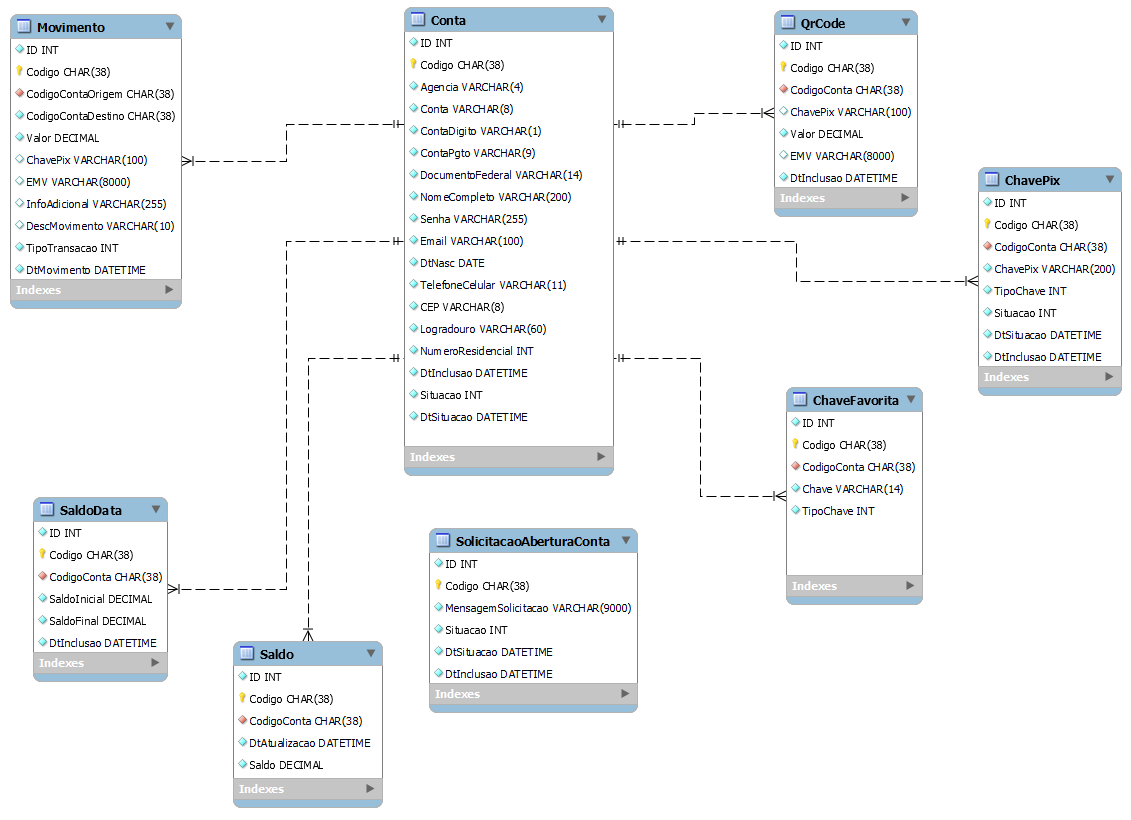 Movimento
ID INT
Codigo CHAR(38)
CodigoContaOrigem CHAR(38)
CodigoContaDestino CHAR(38)
Valor DECIMAL
ChavePix VARCHAR(100)
EMV VARCHAR(8000)
InfoAdicional VARCHAR(255)
DescMovimento VARCHAR(10)
TipoTransacao INT
DtMovimento DATETIME
Indexes
Conta
ID INT
Codigo CHAR(38)
Agencia VARCHAR(4)
Conta VARCHAR(8)
ContaDigito VARCHAR(1)
ContaPgto VARCHAR(9)
DocumentoFederal VARCHAR(14)
NomeCompleto VARCHAR(200)
Senha VARCHAR(255)
Email VARCHAR(100)
DtNasc DATE
TelefoneCelular VARCHAR(11)
CEP VARCHAR(8)
Logradouro VARCHAR(60)
NumeroResidencial INT
DtInclusao DATETIME
Situacao INT
DtSituacao DATETIME
Indexes
QrCode
ID INT
Codigo CHAR(38)
CodigoConta CHAR(38)
ChavePix VARCHAR(100)
Valor DECIMAL
EMV VARCHAR(8000)
DtInclusao DATETIME
Indexes
ChavePix
ID INT
Codigo CHAR(38)
CodigoConta CHAR(38)
ChavePix VARCHAR(200)
TipoChave INT
Situacao INT
DtSituacao DATETIME
DtInclusao DATETIME
Indexes
ChaveFavorita
ID INT
Codigo CHAR(38)
CodigoConta CHAR(38)
Chave VARCHAR(14)
TipoChave INT
Indexes
SaldoData
ID INT
Codigo CHAR(38)
CodigoConta CHAR(38)
SaldoInicial DECIMAL
SaldoFinal DECIMAL
DtInclusao DATETIME
Indexes
SolicitacaoAberturaConta
ID INT
Codigo CHAR(38)
MensagemSolicitacao VARCHAR(9000)
Situacao INT
DtSituacao DATETIME
DtInclusao DATETIME
Indexes
Saldo
ID INT
Codigo CHAR(38)
CodigoConta CHAR(38)
DtAtualizacao DATETIME
Saldo DECIMAL
Indexes